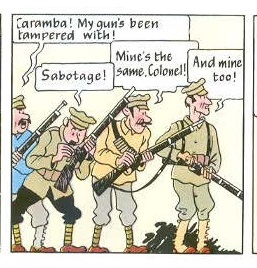 Caramba! My gun's been
tampered with!
Sabotage!
Mine's the
same, Colonel!
And mine
too!